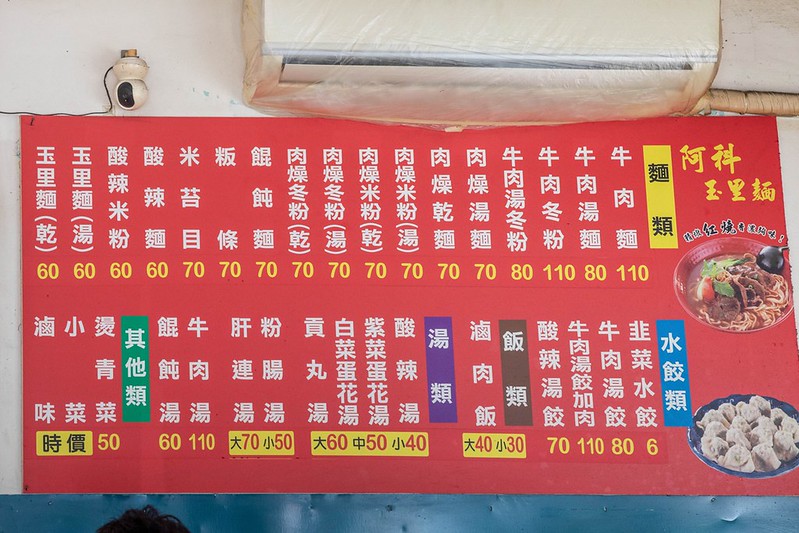 阿科
玉里麵
精燉紅燒香濃夠味！
麵類
牛肉麵 110
牛肉湯麵 80
牛肉冬粉 110
牛肉湯冬粉 80
肉燥湯麵 70
肉燥乾麵 70
肉燥米粉(湯) 70
肉燥米粉(乾) 70
肉燥冬粉(湯) 70
肉燥冬粉(乾) 70
餛飩麵 70
粄條 70
米苔目 70
酸辣麵 60
酸辣米粉 60
玉里麵(湯) 60
玉里麵(乾) 60
水餃類
韭菜水餃 6
牛肉湯餃 80
牛肉湯餃加肉 110
酸辣湯餃 70
飯類
滷肉飯
大40小30
湯類
酸辣湯
紫菜蛋花湯
白菜蛋花湯
貢丸湯
大60中50小40
粉腸湯
肝連湯
大70小50
牛肉湯 110
餛飩湯 60
其他類
燙青菜 50
小菜
滷味
時價